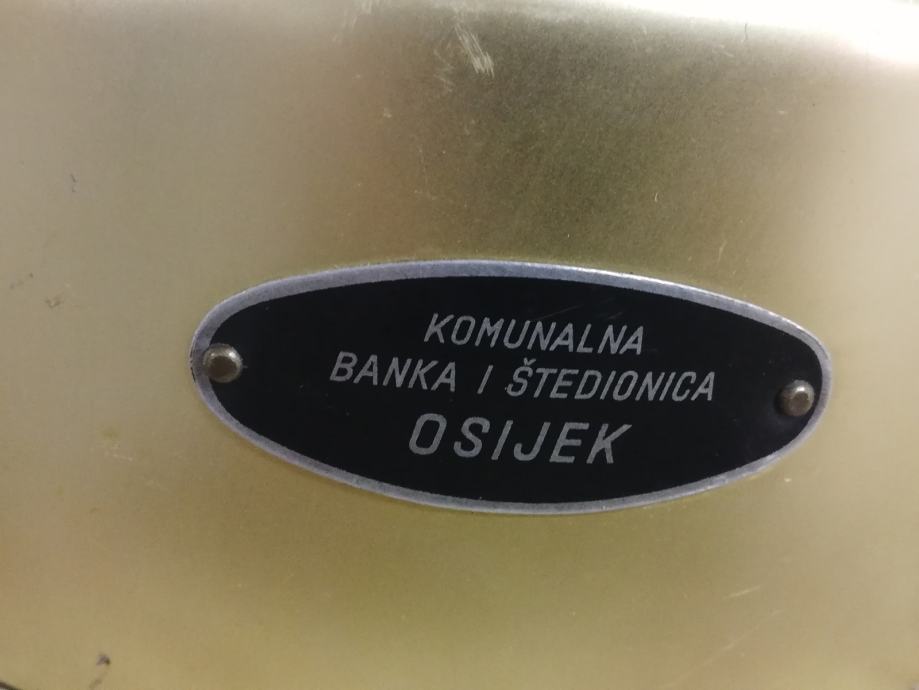 KOMUNALNA
BANKA I ŠTEDIONICA
OSIJEK